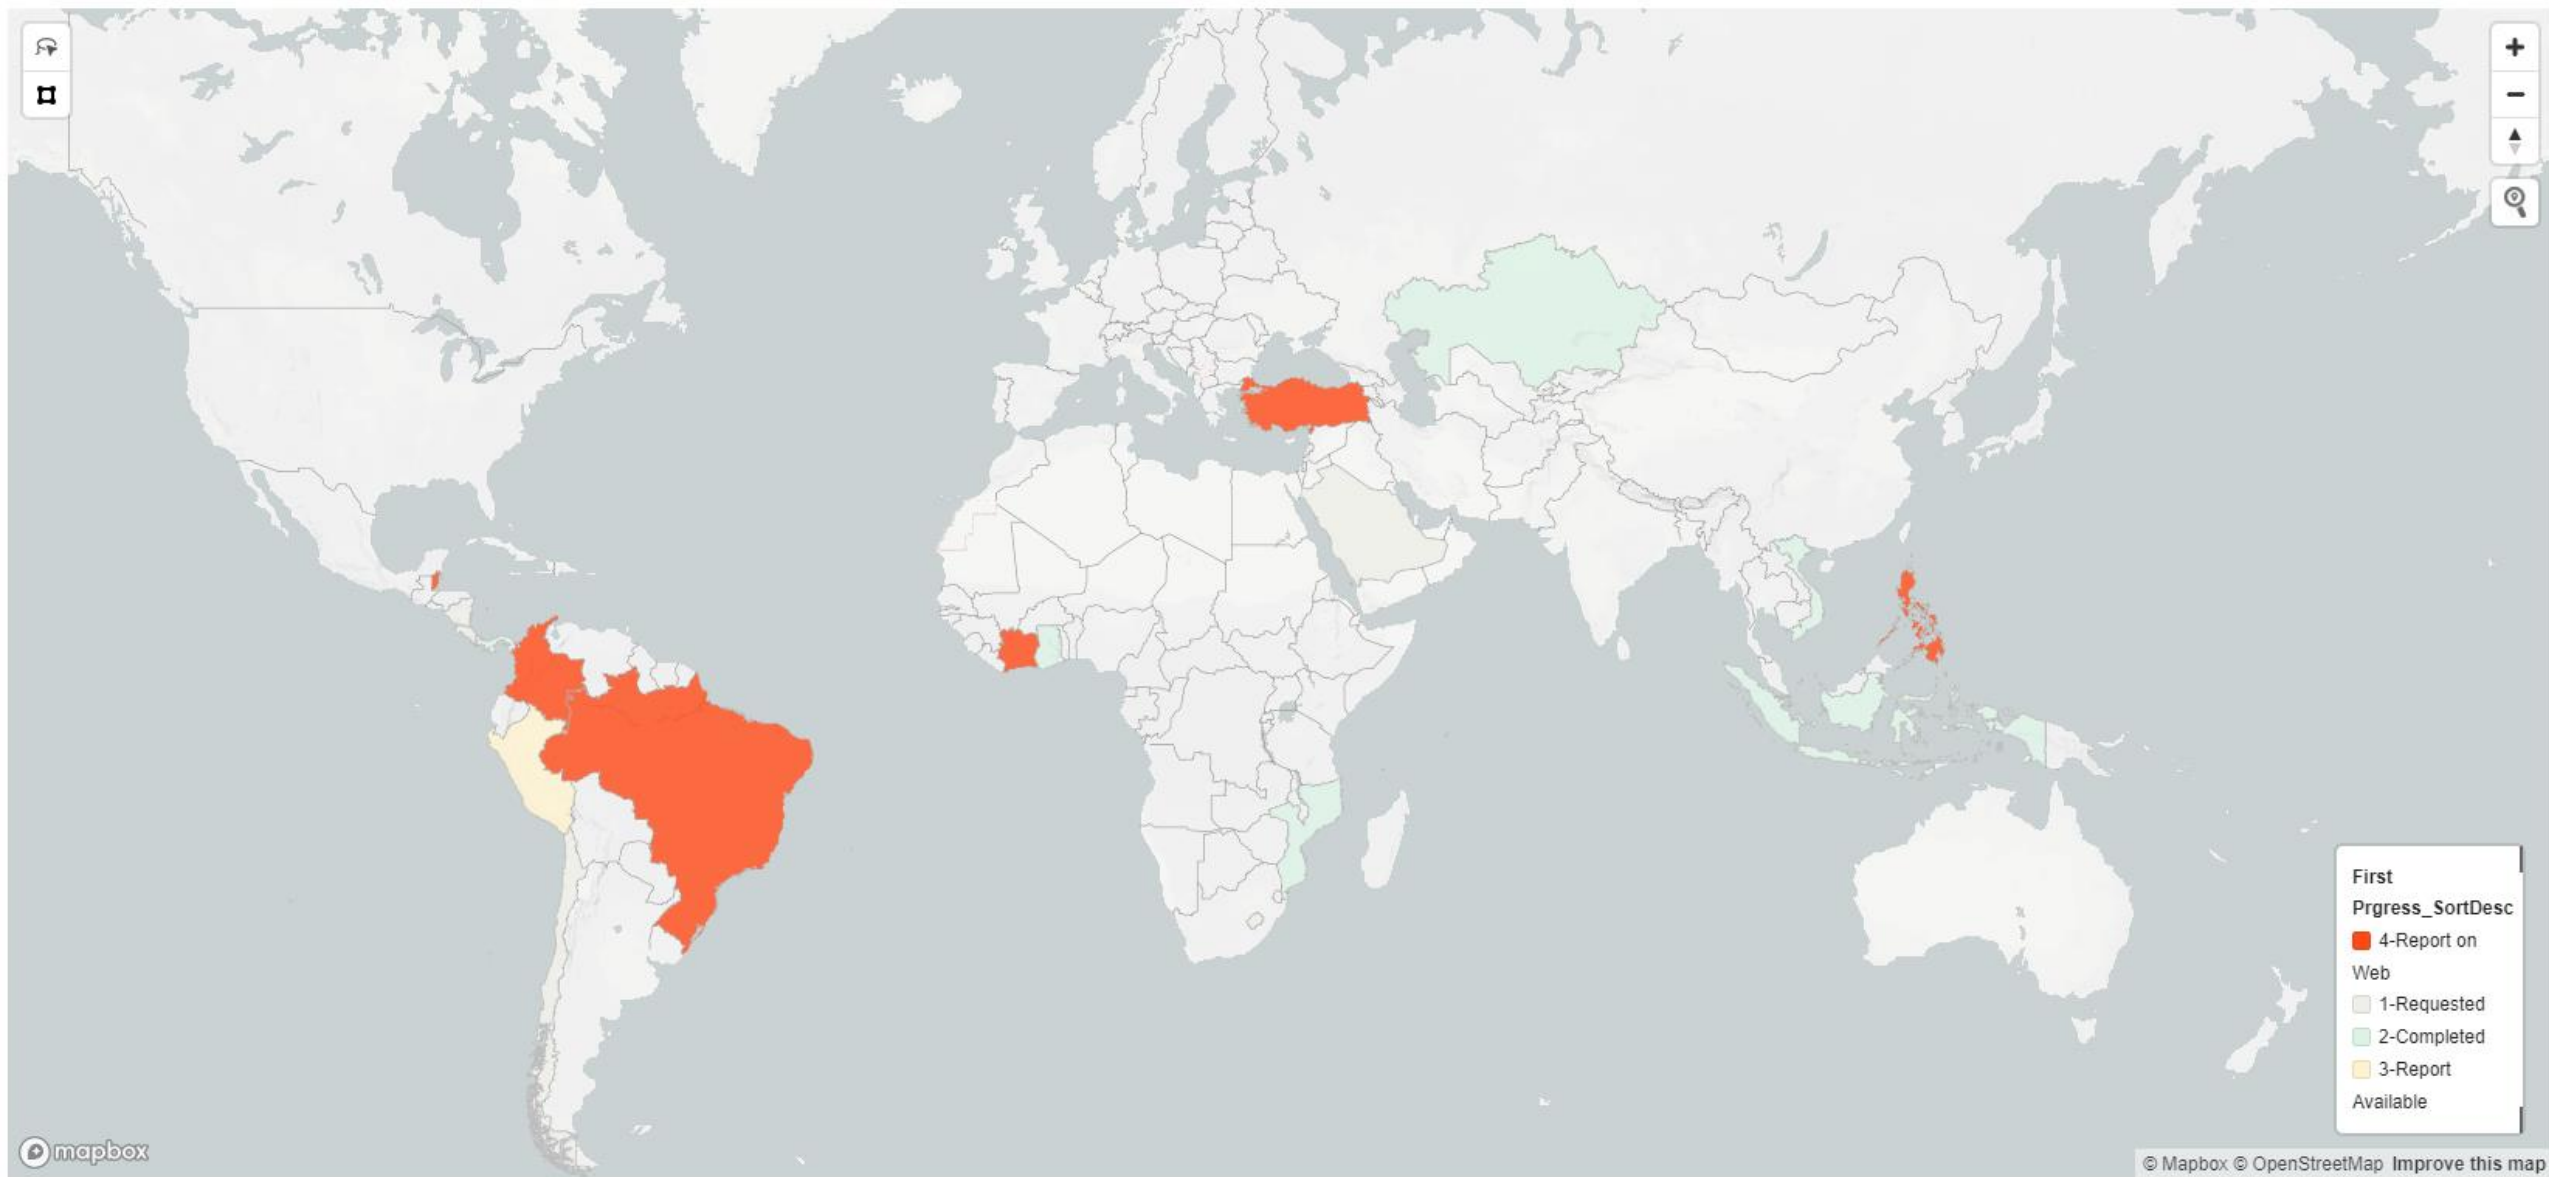 First
Prgress_SortDesc
4-Report on
Web
1-Requested
2-Completed
3-Report
Available
mapbox
© Mapbox © OpenStreetMap Improve this map